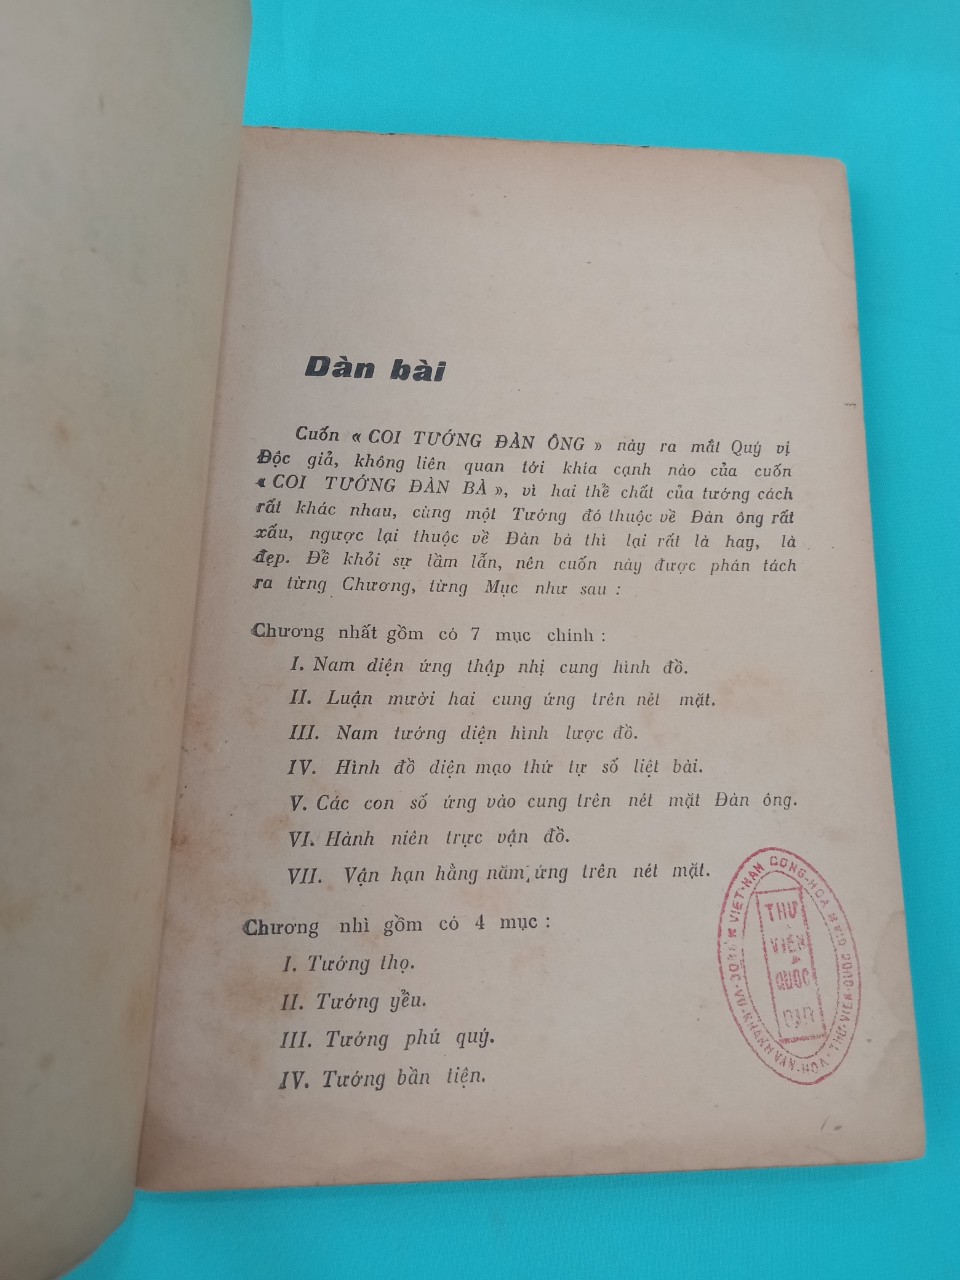 Dàn bài
Cuốn « COI TƯỚNG ĐÀN ÔNG » này ra mắt Quý vị
Độc giả, không liên quan tới khía cạnh nào của cuốn
« COI TƯỚNG ĐÀN BÀ », vì hai thể chất của tướng cách
rất khác nhau, cùng một Tướng đó thuộc về Đàn ông rất
xấu, ngược lại thuộc về Đàn bà thì lại rất là hay, là
đẹp. Để khỏi sự lầm lẫn, nên cuốn này được phân tách
ra từng Chương, từng Mục như sau :
Chương nhất gồm có 7 mục chính :
I. Nam diện ứng thập nhị cung hình đồ.
II. Luận mười hai cung ứng trên nét mặt.
III. Nam tướng diện hình lược đồ.
IV. Hình đồ diện mạo thứ tự số liệt bài.
V. Các con số ứng vào cung trên nét mặt Đàn ông.
VI. Hành niên trực vận đồ.
VII. Vận hạn hằng năm, ứng trên nét mặt.
Chương nhì gồm có 4 mục :
I. Tướng thọ.
II. Tướng yểu.
III. Tướng phú quý.
IV. Tướng bần tiện.
VIET-NAM CONG-HOA
THU-VIEN-QUOC-GIA
THƯ
VIỆN
QUOC